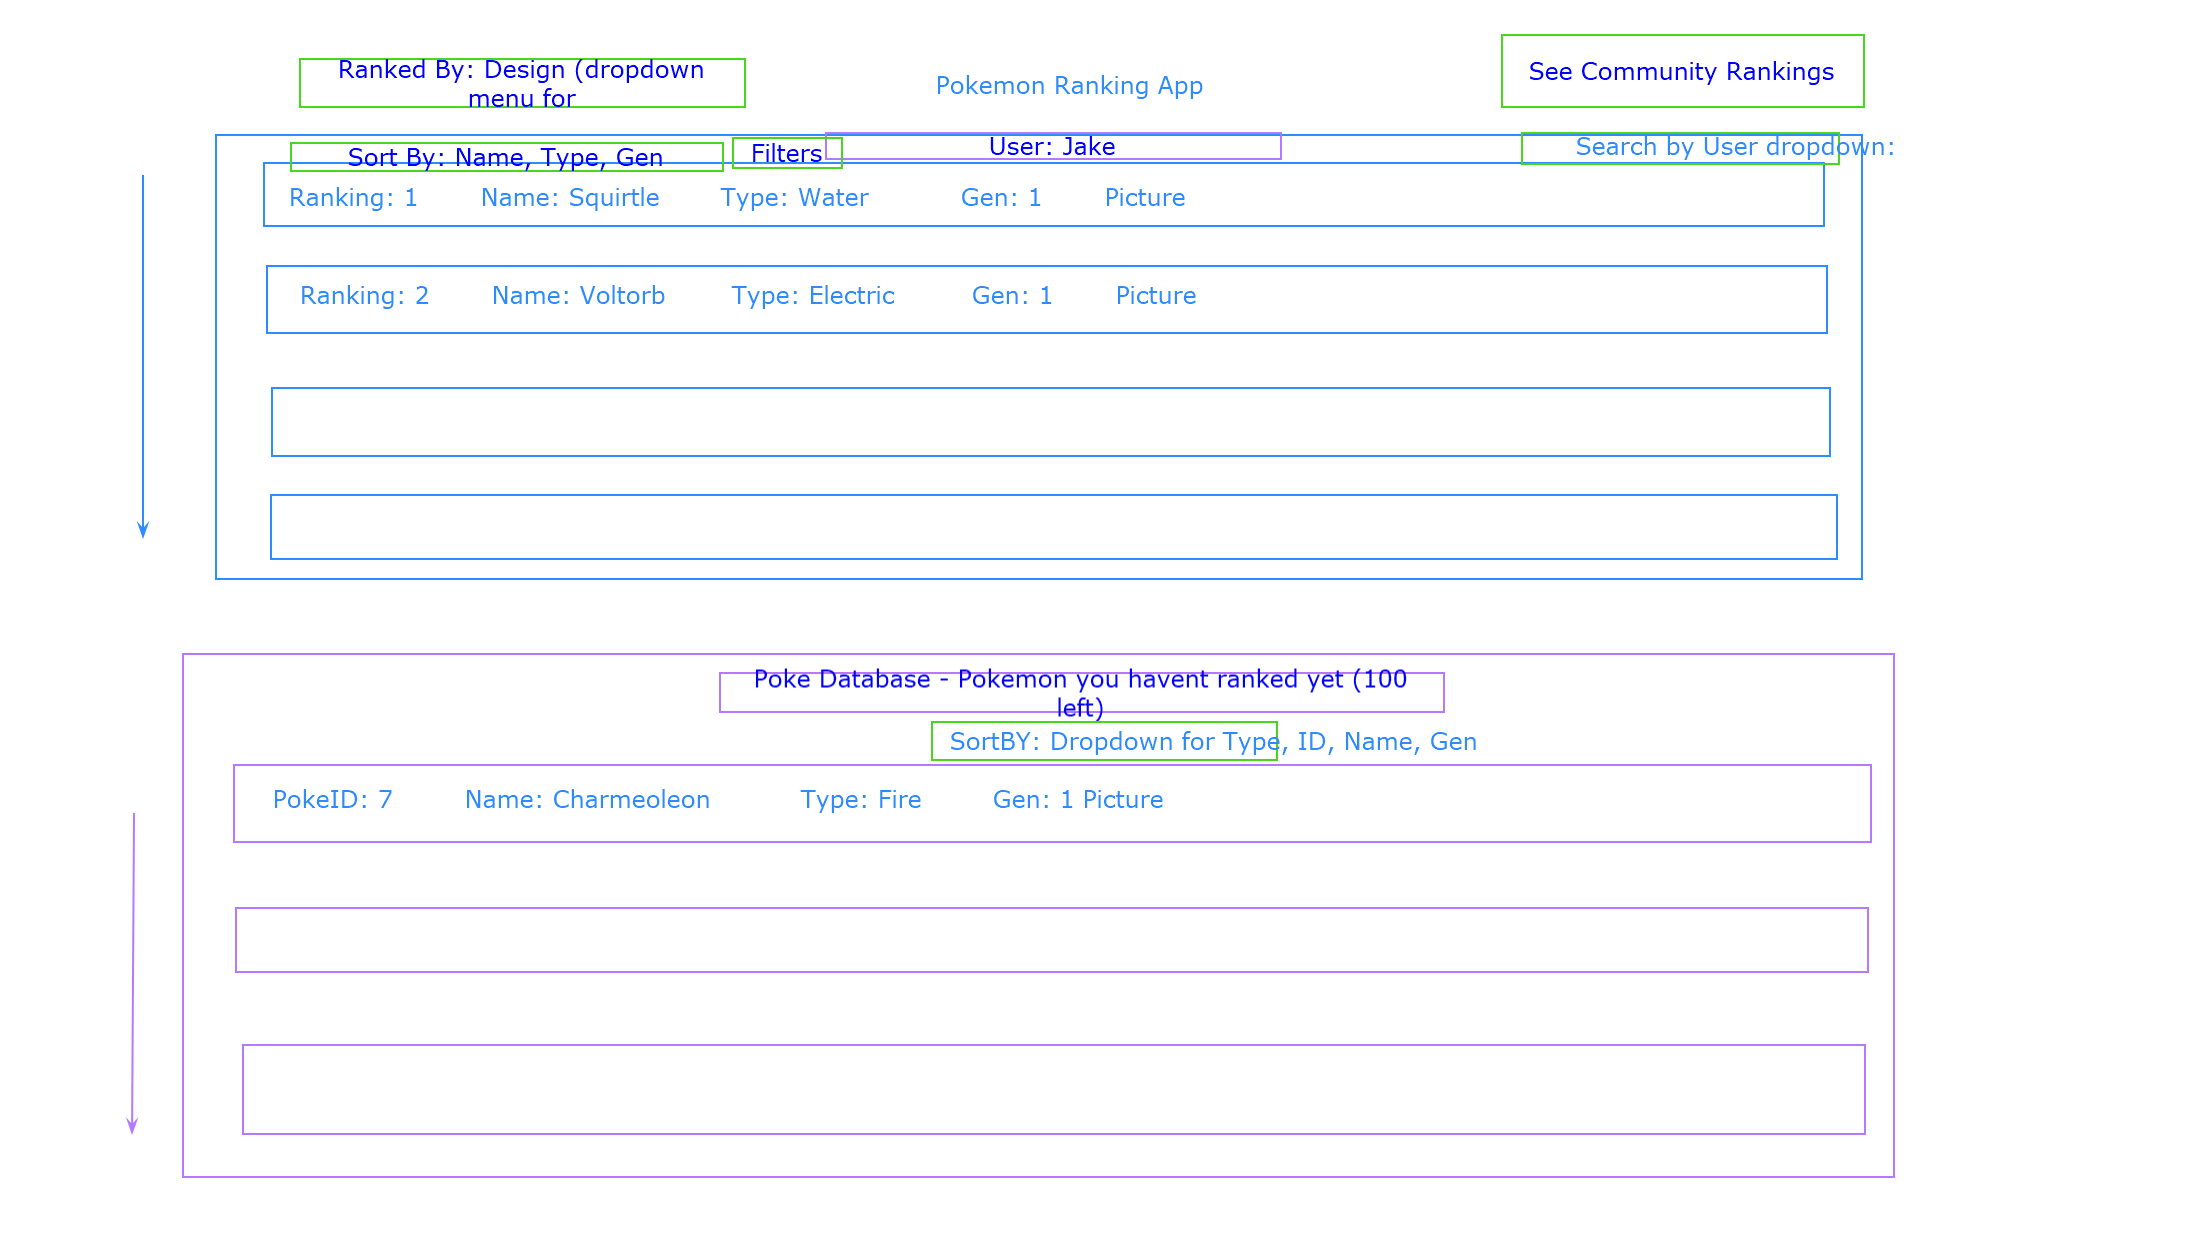 Ranked By: Design (dropdown
menu for
Pokemon Ranking App
See Community Rankings
Sort By: Name, Type, Gen
Filters
User: Jake
Search by User dropdown:
Ranking: 1 Name: Squirtle Type: Water Gen: 1 Picture
Ranking: 2 Name: Voltorb Type: Electric Gen: 1 Picture
Poke Database - Pokemon you havent ranked yet (100
left)
SortBY: Dropdown for Type, ID, Name, Gen
PokeID: 7 Name: Charmeoleon Type: Fire Gen: 1 Picture